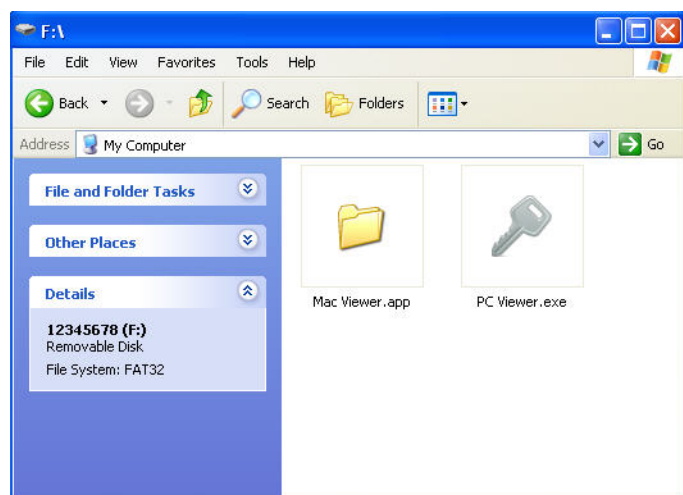 F:\
File Edit View Favorites Tools Help
Back Search Folders
Address My Computer Go
File and Folder Tasks
Other Places
Details
12345678 (F:)
Removable Disk
File System: FAT32
Mac Viewer.app PC Viewer.exe